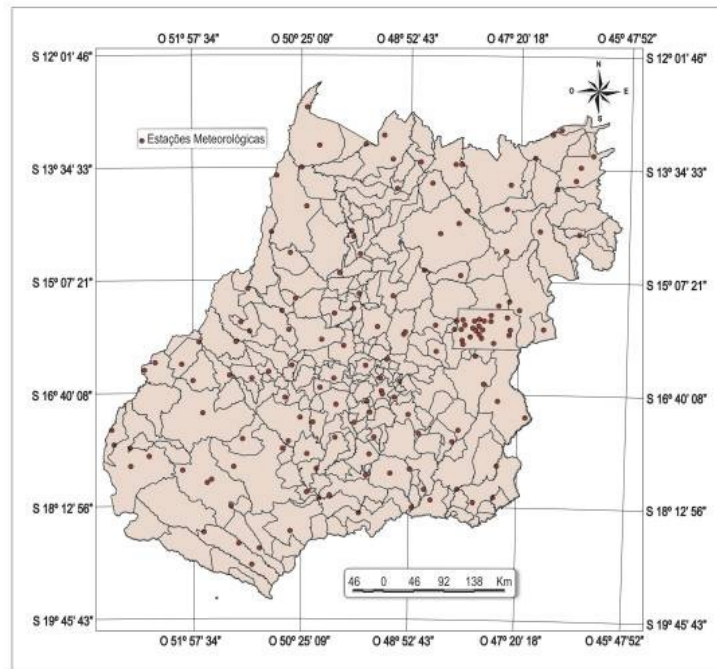 O 51º 57' 34" O 50º 25' 09" O 48º 52' 43" O 47º 20' 18" O 45º 47' 52"
S 12º 01' 46" S 12º 01' 46"
N
O E
S
Estações Meteorológicas
S 13º 34' 33" S 13º 34' 33"
S 15º 07' 21" S 15º 07' 21"
S 16º 40' 08" S 16º 40' 08"
S 18º 12' 56" S 18º 12' 56"
46 0 46 92 138 Km
S 19º 45' 43" S 19º 45' 43"
O 51º 57' 34" O 50º 25' 09" O 48º 52' 43" O 47º 20' 18" O 45º 47' 52"